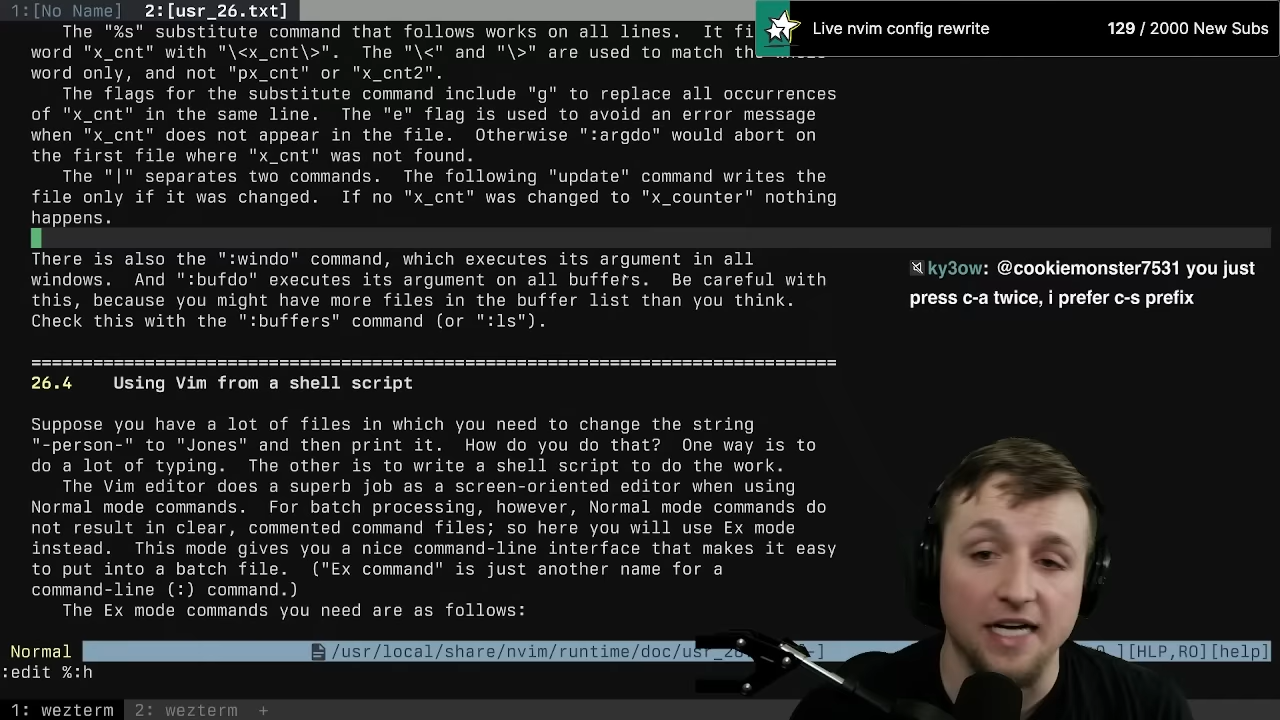 1:[No Name]  2:[usr_26.txt]
Live nvim config rewrite
129 / 2000 New Subs
The "%s" substitute command that follows works on all lines.  It fi
word "x_cnt" with "\<x_cnt\>".  The "\<" and "\>" are used to match the
word only, and not "px_cnt" or "x_cnt2".
The flags for the substitute command include "g" to replace all occurrences
of "x_cnt" in the same line.  The "e" flag is used to avoid an error message
when "x_cnt" does not appear in the file.  Otherwise ":argdo" would abort on
the first file where "x_cnt" was not found.
The "|" separates two commands.  The following "update" command writes the
file only if it was changed.  If no "x_cnt" was changed to "x_counter" nothing
happens.
There is also the ":windo" command, which executes its argument in all
windows.  And ":bufdo" executes its argument on all buffers.  Be careful with
this, because you might have more files in the buffer list than you think.
Check this with the ":buffers" command (or ":ls").
ky3ow: @cookiemonster7531 you just
press c-a twice, i prefer c-s prefix
==============================================================================
26.4    Using Vim from a shell script
Suppose you have a lot of files in which you need to change the string
"-person-" to "Jones" and then print it.  How do you do that?  One way is to
do a lot of typing.  The other is to write a shell script to do the work.
The Vim editor does a superb job as a screen-oriented editor when using
Normal mode commands.  For batch processing, however, Normal mode commands do
not result in clear, commented command files; so here you will use Ex mode
instead.  This mode gives you a nice command-line interface that makes it easy
to put into a batch file.  ("Ex command" is just another name for a
command-line (:) command.)
The Ex mode commands you need are as follows:
Normal  /usr/local/share/nvim/runtime/doc/usr_  ][HLP,RO][help]
:edit %:h
1: wezterm  2: wezterm  +